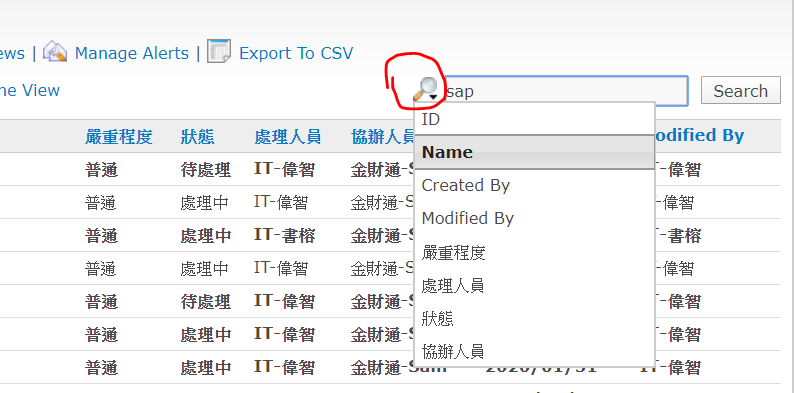 ews | Manage Alerts | Export To CSV
ne View sap Search
嚴重程度 狀態 處理人員 協辦人員 odified By
ID
Name
Created By
Modified By
嚴重程度
處理人員
狀態
協辦人員
普通 待處理 IT-偉智 金財通-S IT-偉智
普通 處理中 IT-偉智 金財通-S IT-偉智
普通 處理中 IT-書榕 金財通-S IT-書榕
普通 處理中 IT-偉智 金財通-S IT-偉智
普通 待處理 IT-偉智 金財通-S IT-偉智
普通 處理中 IT-偉智 金財通-S IT-偉智
普通 處理中 IT-偉智 金財通-Sam 2020/01/31 IT-偉智